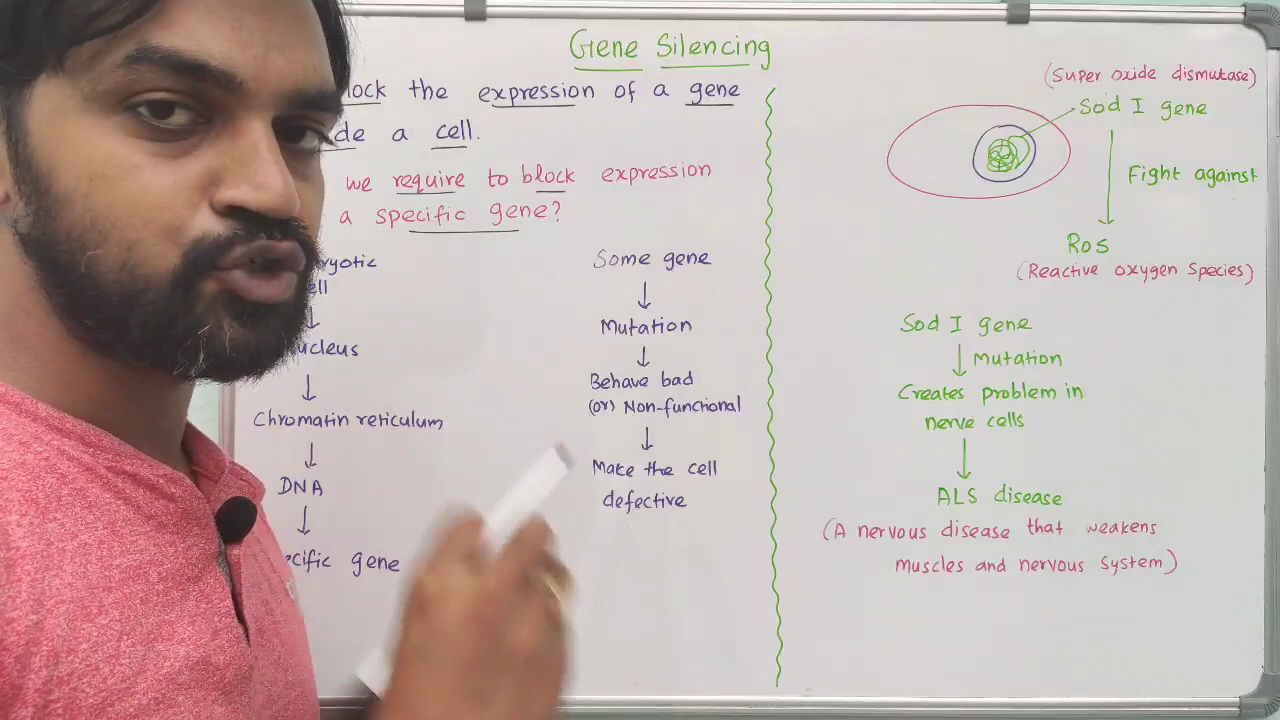 Gene Silencing
lock the expression of a gene
de a cell.
we require to block expression
a specific gene?
ryotic
ell
ucleus
Chromatin reticulum
DNA
ecific gene
Some gene
Mutation
Behave bad
(or) Non-functional
Make the cell
defective
(Super oxide dismutase)
Sod I gene
Fight against
Ros
(Reactive oxygen Species)
Sod I gene
Mutation
Creates problem in
nerve cells
ALS disease
(A nervous disease that weakens
muscles and nervous system)